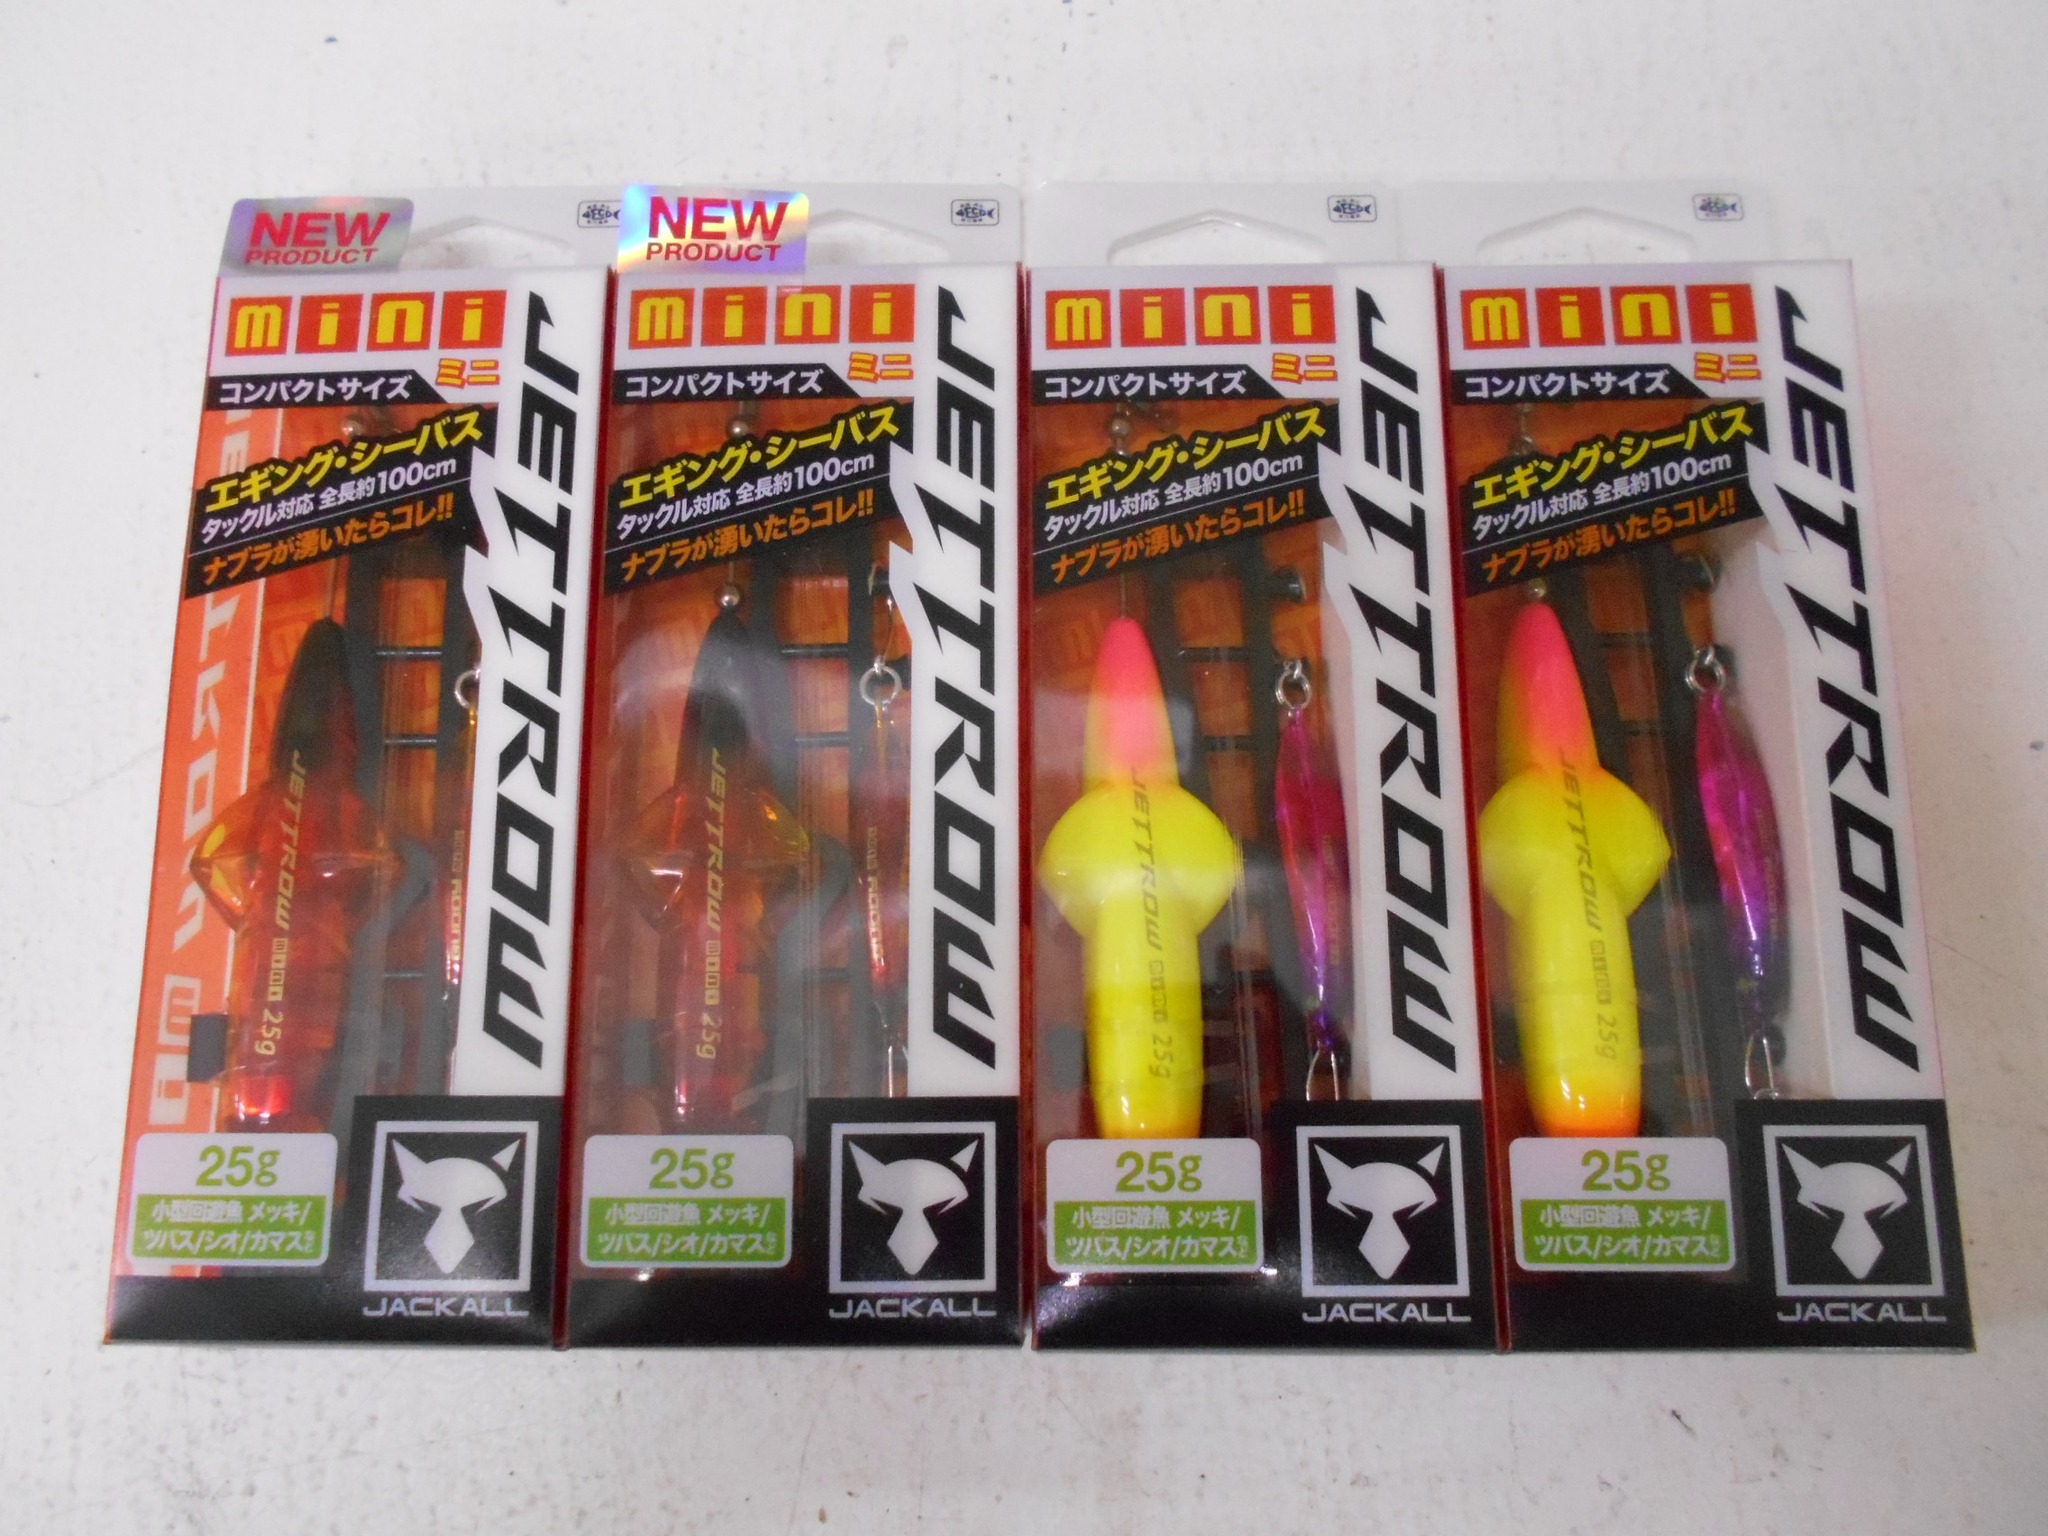 NEW
PRODUCT
mini
ミニ
コンパクトサイズ
エギング・シーバス
タックル対応 全長約100cm
ナブラが湧いたらコレ!!
JETTROW
JETTROW mini 25g
25g
小型回遊魚 メッキ/
ツバス/シオ/カマスなど
JACKALL
NEW
PRODUCT
mini
ミニ
コンパクトサイズ
エギング・シーバス
タックル対応 全長約100cm
ナブラが湧いたらコレ!!
JETTROW
JETTROW mini 25g
25g
小型回遊魚 メッキ/
ツバス/シオ/カマスなど
JACKALL
mini
ミニ
コンパクトサイズ
エギング・シーバス
タックル対応 全長約100cm
ナブラが湧いたらコレ!!
JETTROW
JETTROW mini 25g
25g
小型回遊魚 メッキ/
ツバス/シオ/カマスなど
JACKALL
mini
ミニ
コンパクトサイズ
エギング・シーバス
タックル対応 全長約100cm
ナブラが湧いたらコレ!!
JETTROW
JETTROW mini 25g
25g
小型回遊魚 メッキ/
ツバス/シオ/カマスなど
JACKALL